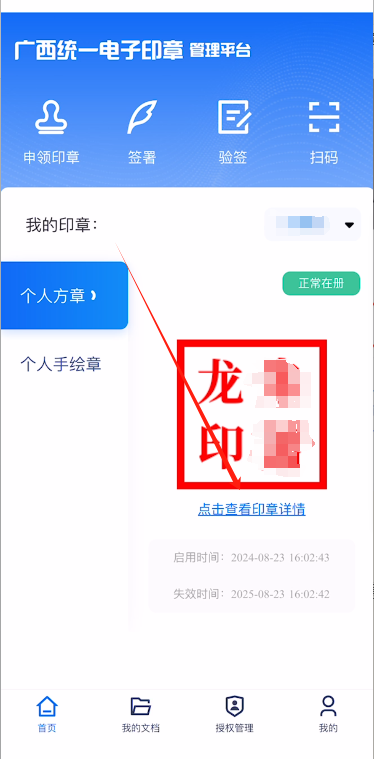 广西统一电子印章 管理平台
申领印章 签署 验签 扫码
我的印章：
个人方章
正常在册
个人手绘章
龙
印
点击查看印章详情
启用时间：2024-08-23 16:02:43
失效时间：2025-08-23 16:02:42
首页 我的文档 授权管理 我的